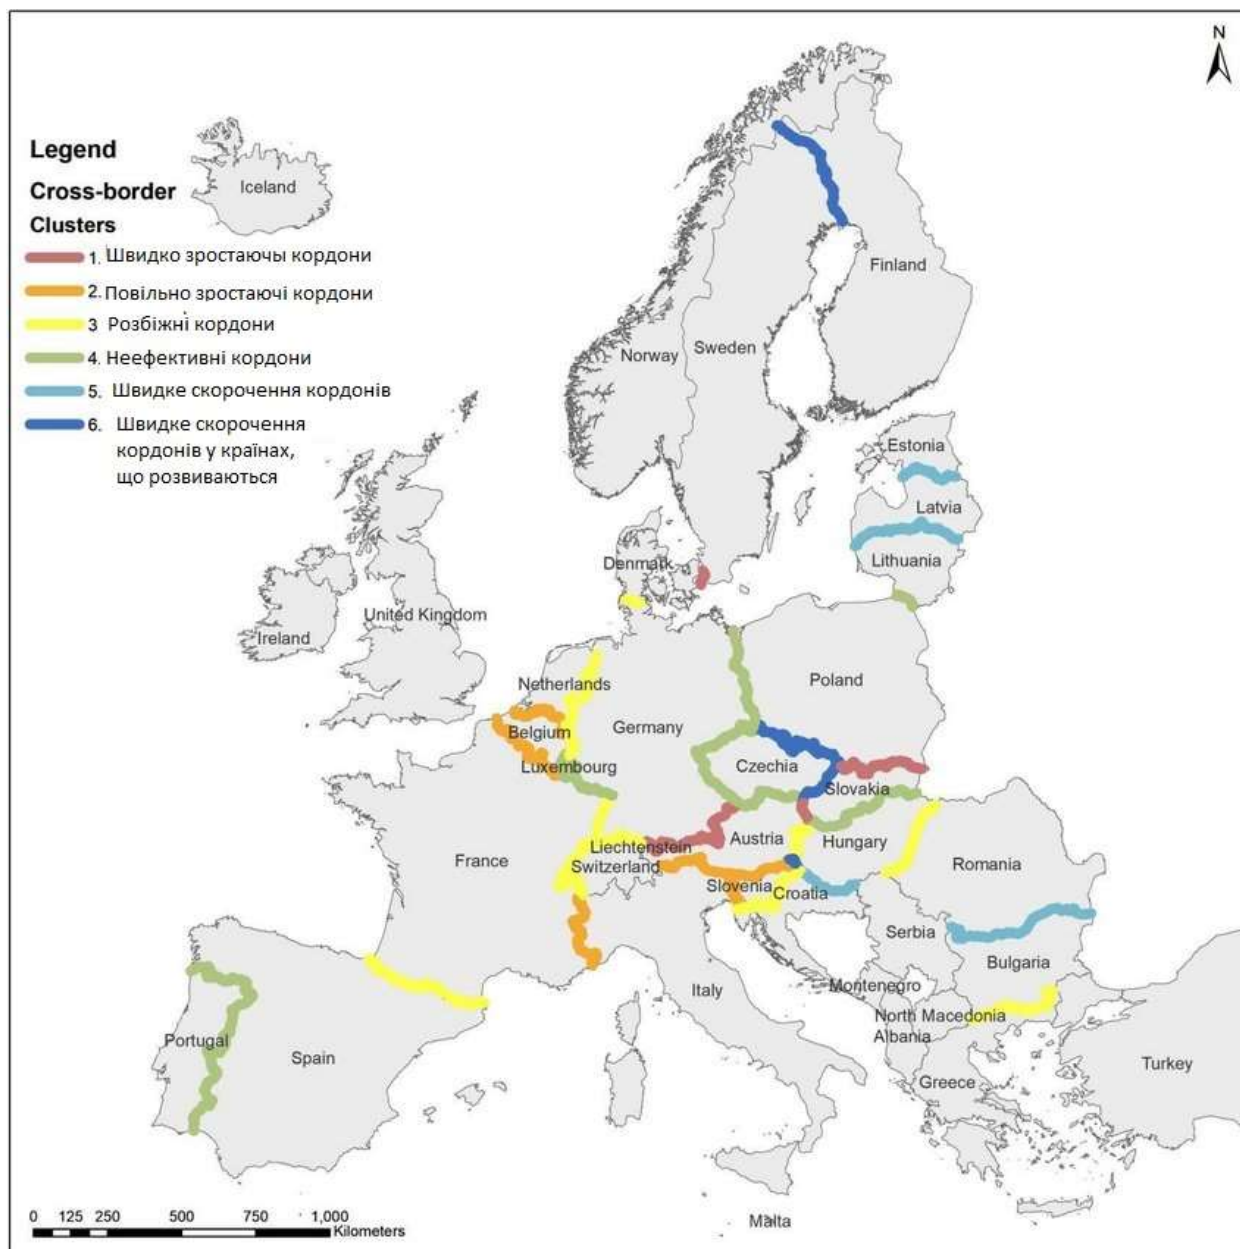 N
Legend
Cross-border
Clusters
1. Швидко зростаючы кордони
2. Повільно зростаючі кордони
3 Розбіжні кордони
4. Неефективні кордони
5. Швидке скорочення кордонів
6. Швидке скорочення
кордонів у країнах,
що розвиваються
Iceland
Finland
Norway
Sweden
Estonia
Latvia
Lithuania
Denmark
United Kingdom
Ireland
Netherlands
Poland
Belgium
Germany
Luxembourg
Czechia
Slovakia
Liechtenstein
Austria
Hungary
France
Switzerland
Romania
Slovenia
Croatia
Serbia
Bulgaria
Italy
Montenegro
North Macedonia
Albania
Portugal
Spain
Turkey
Greece
Malta
0 125 250 500 750 1,000
Kilometers